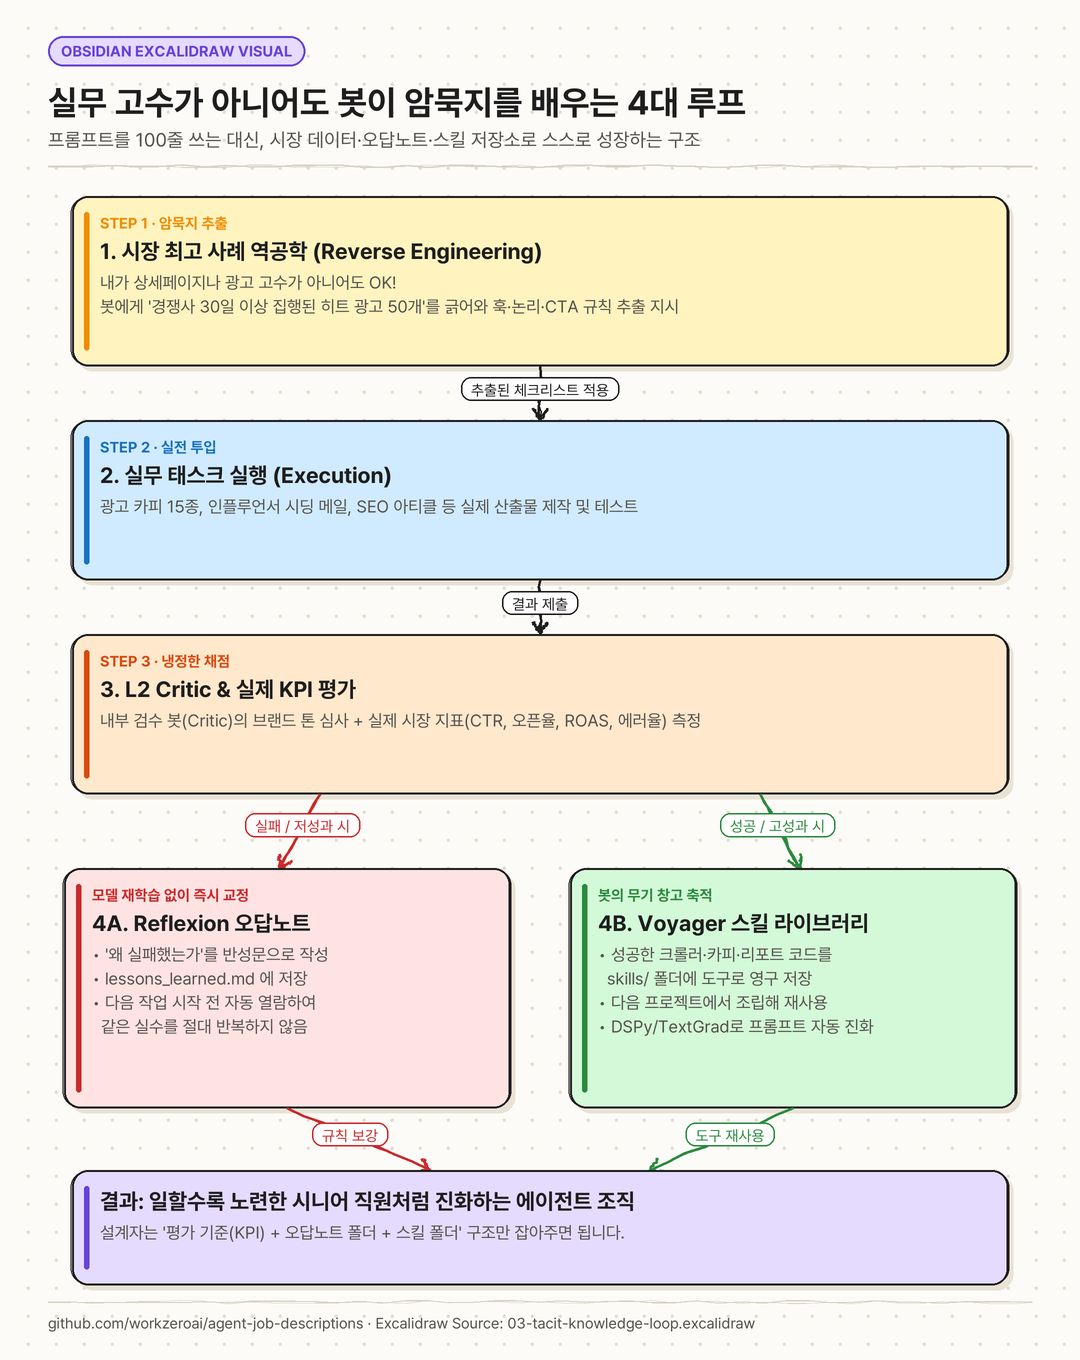 OBSIDIAN EXCALIDRAW VISUAL
실무 고수가 아니어도 봇이 암묵지를 배우는 4대 루프
프롬프트를 100줄 쓰는 대신, 시장 데이터·오답노트·스킬 저장소로 스스로 성장하는 구조
STEP 1 · 암묵지 추출
1. 시장 최고 사례 역공학 (Reverse Engineering)
내가 상세페이지나 광고 고수가 아니어도 OK!
봇에게 '경쟁사 30일 이상 집행된 히트 광고 50개'를 긁어와 훅·논리·CTA 규칙 추출 지시
추출된 체크리스트 적용
STEP 2 · 실전 투입
2. 실무 태스크 실행 (Execution)
광고 카피 15종, 인플루언서 시딩 메일, SEO 아티클 등 실제 산출물 제작 및 테스트
결과 제출
STEP 3 · 냉정한 채점
3. L2 Critic & 실제 KPI 평가
내부 검수 봇(Critic)의 브랜드 톤 심사 + 실제 시장 지표(CTR, 오픈율, ROAS, 에러율) 측정
실패 / 저성과 시
성공 / 고성과 시
모델 재학습 없이 즉시 교정
4A. Reflexion 오답노트
• '왜 실패했는가'를 반성문으로 작성
• lessons_learned.md 에 저장
• 다음 작업 시작 전 자동 열람하여
같은 실수를 절대 반복하지 않음
봇의 무기 창고 축적
4B. Voyager 스킬 라이브러리
• 성공한 크롤러·카피·리포트 코드를
skills/ 폴더에 도구로 영구 저장
• 다음 프로젝트에서 조립해 재사용
• DSPy/TextGrad로 프롬프트 자동 진화
규칙 보강
도구 재사용
결과: 일할수록 노련한 시니어 직원처럼 진화하는 에이전트 조직
설계자는 '평가 기준(KPI) + 오답노트 폴더 + 스킬 폴더' 구조만 잡아주면 됩니다.
github.com/workzeroai/agent-job-descriptions · Excalidraw Source: 03-tacit-knowledge-loop.excalidraw